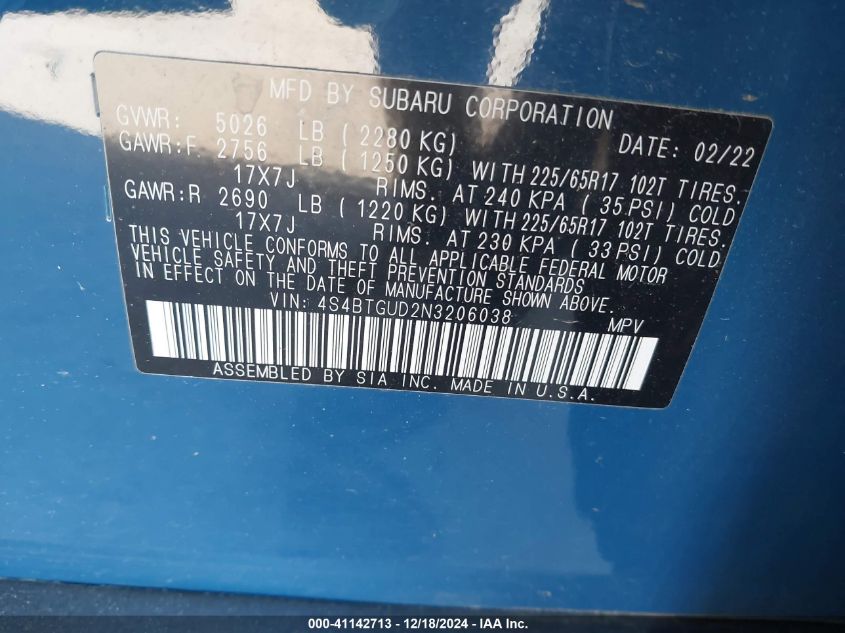 MFD BY SUBARU CORPORATION DATE: 02/22
GVWR: 5026 LB ( 2280 KG)
GAWR:F. 2756 LB ( 1250 KG) WITH 225/65R17 102T TIRES.
17X7J RIMS. AT 240 KPA ( 35 PSI) COLD
GAWR:R 2690 LB ( 1220 KG) WITH 225/65R17 102T TIRES.
17X7J RIMS. AT 230 KPA ( 33 PSI) COLD
THIS VEHICLE CONFORMS TO ALL APPLICABLE FEDERAL MOTOR
VEHICLE SAFETY AND THEFT PREVENTION STANDARDS
IN EFFECT ON THE DATE OF MANUFACTURE SHOWN ABOVE.
VIN: 4S4BTGUD2N3206038 MPV
ASSEMBLED BY SIA INC. MADE IN U.S.A.
000-41142713 - 12/18/2024 - IAA Inc.